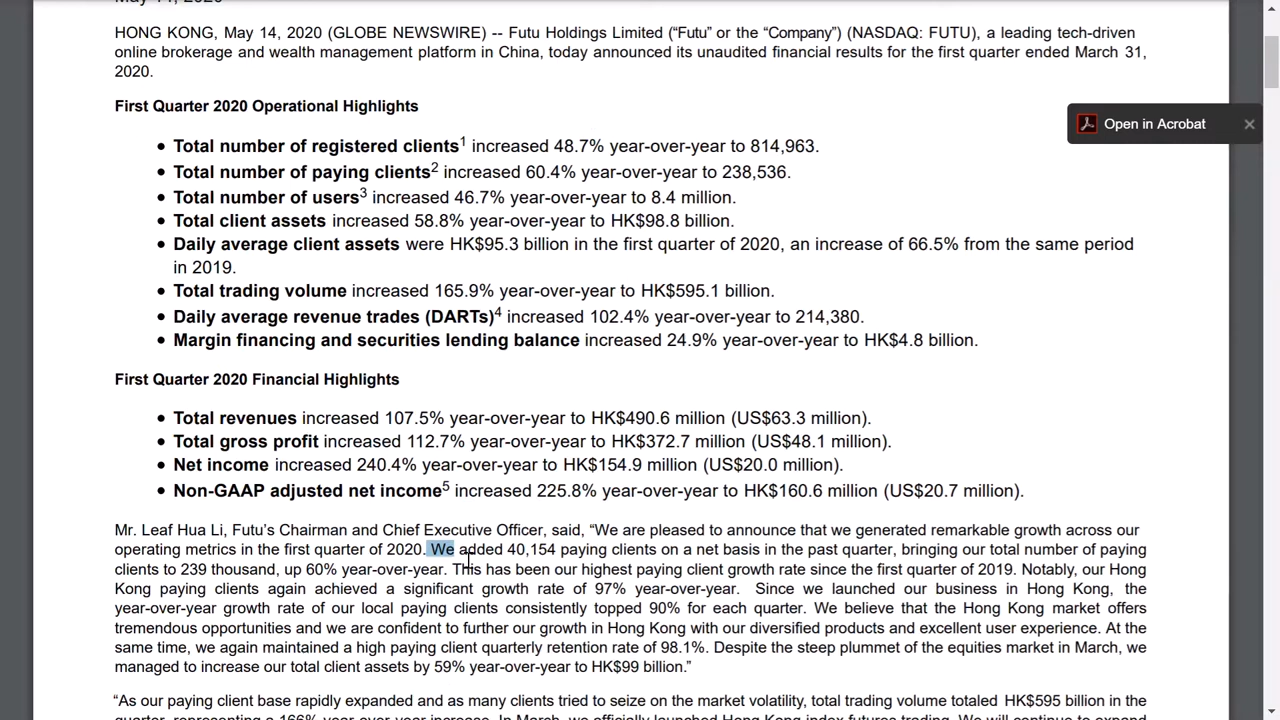 HONG KONG, May 14, 2020 (GLOBE NEWSWIRE) -- Futu Holdings Limited (“Futu” or the “Company”) (NASDAQ: FUTU), a leading tech-driven
online brokerage and wealth management platform in China, today announced its unaudited financial results for the first quarter ended March 31,
2020.
First Quarter 2020 Operational Highlights
Open in Acrobat
• Total number of registered clients1 increased 48.7% year-over-year to 814,963.
• Total number of paying clients2 increased 60.4% year-over-year to 238,536.
• Total number of users3 increased 46.7% year-over-year to 8.4 million.
• Total client assets increased 58.8% year-over-year to HK$98.8 billion.
• Daily average client assets were HK$95.3 billion in the first quarter of 2020, an increase of 66.5% from the same period
in 2019.
• Total trading volume increased 165.9% year-over-year to HK$595.1 billion.
• Daily average revenue trades (DARTs)4 increased 102.4% year-over-year to 214,380.
• Margin financing and securities lending balance increased 24.9% year-over-year to HK$4.8 billion.
First Quarter 2020 Financial Highlights
• Total revenues increased 107.5% year-over-year to HK$490.6 million (US$63.3 million).
• Total gross profit increased 112.7% year-over-year to HK$372.7 million (US$48.1 million).
• Net income increased 240.4% year-over-year to HK$154.9 million (US$20.0 million).
• Non-GAAP adjusted net income5 increased 225.8% year-over-year to HK$160.6 million (US$20.7 million).
Mr. Leaf Hua Li, Futu’s Chairman and Chief Executive Officer, said, “We are pleased to announce that we generated remarkable growth across our
operating metrics in the first quarter of 2020. We added 40,154 paying clients on a net basis in the past quarter, bringing our total number of paying
clients to 239 thousand, up 60% year-over-year. This has been our highest paying client growth rate since the first quarter of 2019. Notably, our Hong
Kong paying clients again achieved a significant growth rate of 97% year-over-year. Since we launched our business in Hong Kong, the
year-over-year growth rate of our local paying clients consistently topped 90% for each quarter. We believe that the Hong Kong market offers
tremendous opportunities and we are confident to further our growth in Hong Kong with our diversified products and excellent user experience. At the
same time, we again maintained a high paying client quarterly retention rate of 98.1%. Despite the steep plummet of the equities market in March, we
managed to increase our total client assets by 59% year-over-year to HK$99 billion.”
“As our paying client base rapidly expanded and as many clients tried to seize on the market volatility, total trading volume totaled HK$595 billion in the
quarter, representing a 166% year-over-year increase. In March, we officially launched Hong Kong index futures trading. We will continue to expand